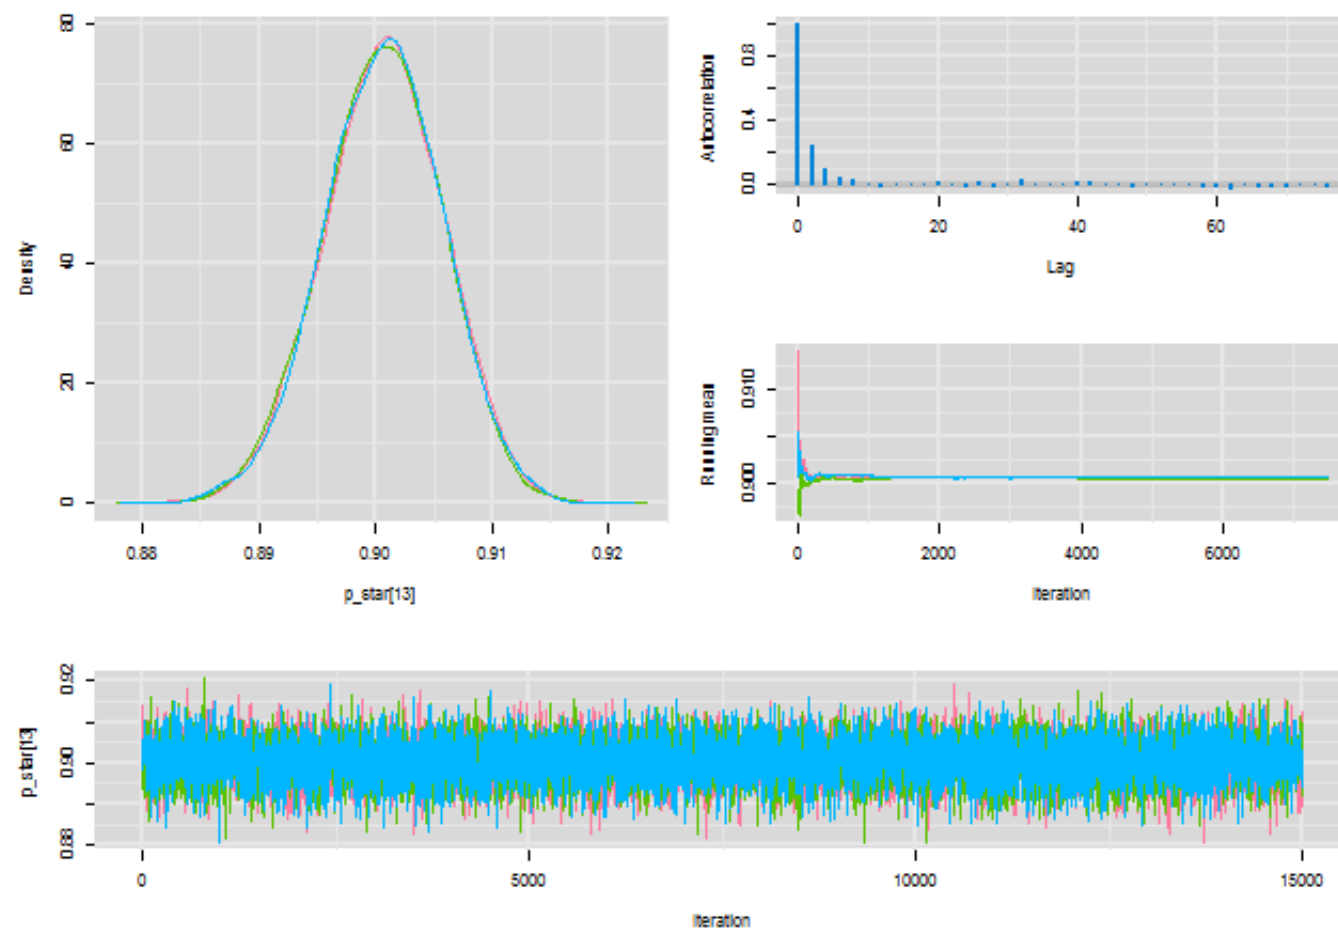 80
60
40
20
0
Density
0.88 0.89 0.90 0.91 0.92
p_star[13]
0.8
0.4
0.0
Autocorrelation
0 20 40 60
Lag
0.910
0.900
Running mean
0 2000 4000 6000
Iteration
0.92
0.90
0.88
p_star[13]
0 5000 10000 15000
Iteration